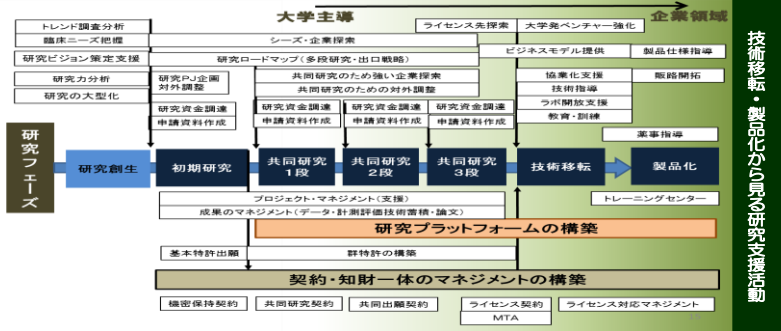 大学主導
企業領域
トレンド調査分析
臨床ニーズ把握
シーズ・企業探索
ライセンス先探索
大学発ベンチャー強化
研究ビジョン策定支援
研究ロードマップ(多段研究・出口戦略)
ビジネスモデル提供
製品仕様指導
研究力分析
研究の大型化
研究PJ企画
対外調整
共同研究のため強い企業探索
共同研究のための対外調整
協業化支援
技術指導
ラボ開放支援
教育・訓練
販路開拓
研究資金調達
申請資料作成
研究資金調達
申請資料作成
研究資金調達
申請資料作成
研究資金調達
申請資料作成
薬事指導
研究フェーズ
研究創生
初期研究
共同研究
1段
共同研究
2段
共同研究
3段
技術移転
製品化
プロジェクト・マネジメント(支援)
成果のマネジメント(データ・計測評価技術蓄積・論文)
トレーニングセンター
研究プラットフォームの構築
基本特許出願
群特許の構築
契約・知財一体のマネジメントの構築
機密保持契約
共同研究契約
共同出願契約
ライセンス契約
MTA
ライセンス対応マネジメント
15
技術移転・製品化から見る研究支援活動